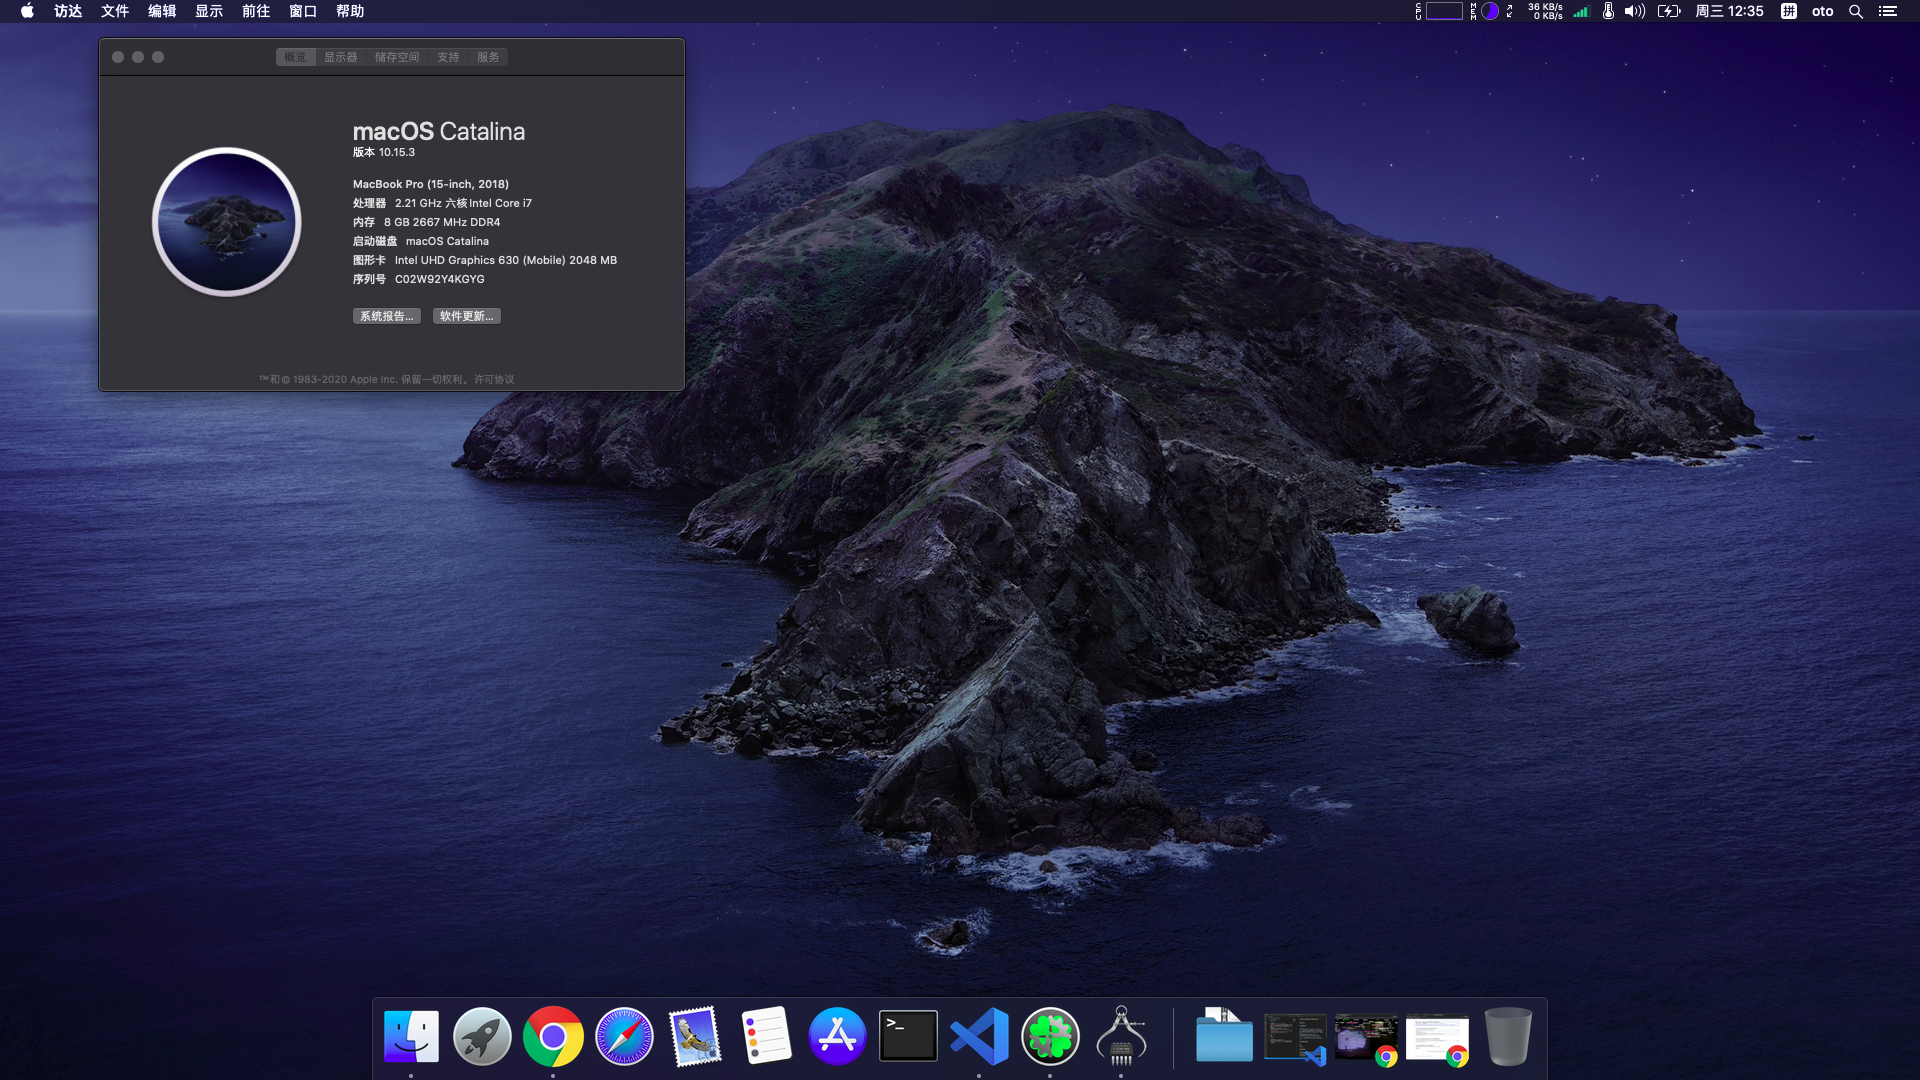 访达 文件 编辑 显示 前往 窗口 帮助
CPU MEM 36 KB/s 0 KB/s 周三 12:35 拼 oto
概览 显示器 储存空间 支持 服务
macOS Catalina
版本 10.15.3
MacBook Pro (15-inch, 2018)
处理器 2.21 GHz 六核Intel Core i7
内存 8 GB 2667 MHz DDR4
启动磁盘 macOS Catalina
图形卡 Intel UHD Graphics 630 (Mobile) 2048 MB
序列号 C02W92Y4KGYG
系统报告... 软件更新...
™和© 1983-2020 Apple Inc. 保留一切权利。许可协议
>_